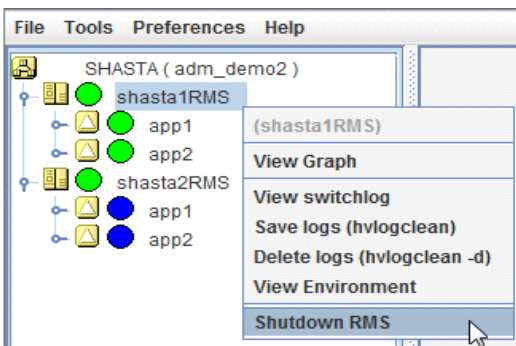 File Tools Preferences Help
SHASTA ( adm_demo2 )
shasta1RMS
app1
app2
shasta2RMS
app1
app2
(shasta1RMS)
View Graph
View switchlog
Save logs (hvlogclean)
Delete logs (hvlogclean -d)
View Environment
Shutdown RMS